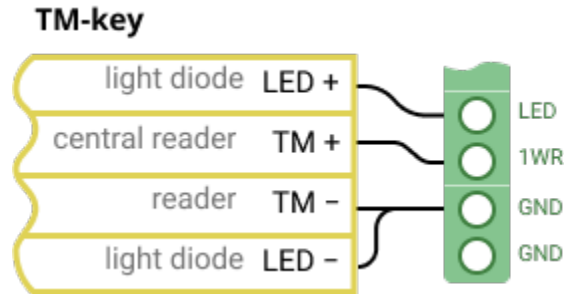 TM-key
light diode LED +
central reader TM +
reader TM −
light diode LED −
LED
1WR
GND
GND